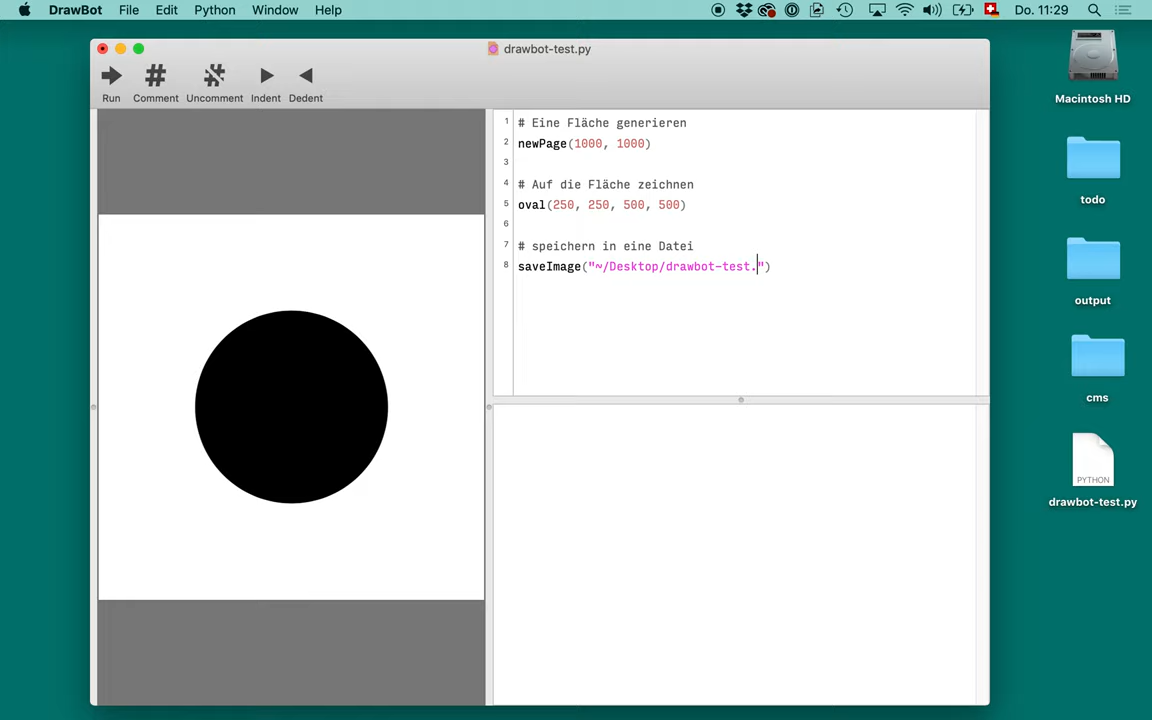 DrawBot File Edit Python Window Help Do. 11:29
drawbot-test.py
Run Comment Uncomment Indent Dedent
1 # Eine Fläche generieren
2 newPage(1000, 1000)
3
4 # Auf die Fläche zeichnen
5 oval(250, 250, 500, 500)
6
7 # speichern in eine Datei
8 saveImage("~/Desktop/drawbot-test.")
Macintosh HD
todo
output
cms
PYTHON
drawbot-test.py